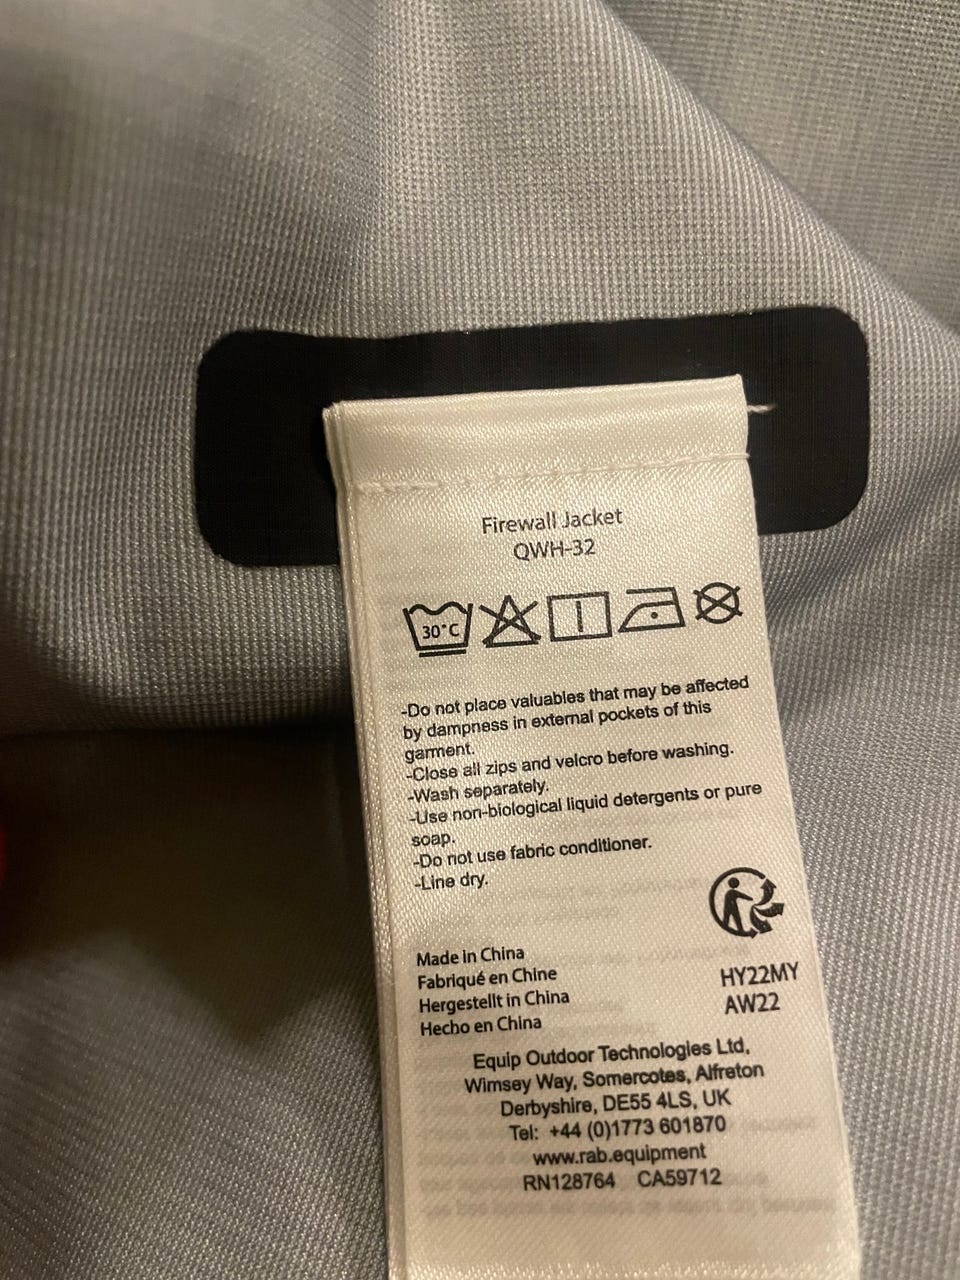 Firewall Jacket
QWH-32
30°C
-Do not place valuables that may be affected
by dampness in external pockets of this
garment.
-Close all zips and velcro before washing.
-Wash separately.
-Use non-biological liquid detergents or pure
soap.
-Do not use fabric conditioner.
-Line dry.
Made in China
Fabriqué en Chine
Hergestellt in China
Hecho en China
HY22MY
AW22
Equip Outdoor Technologies Ltd,
Wimsey Way, Somercotes, Alfreton
Derbyshire, DE55 4LS, UK
Tel: +44 (0)1773 601870
www.rab.equipment
RN128764 CA59712